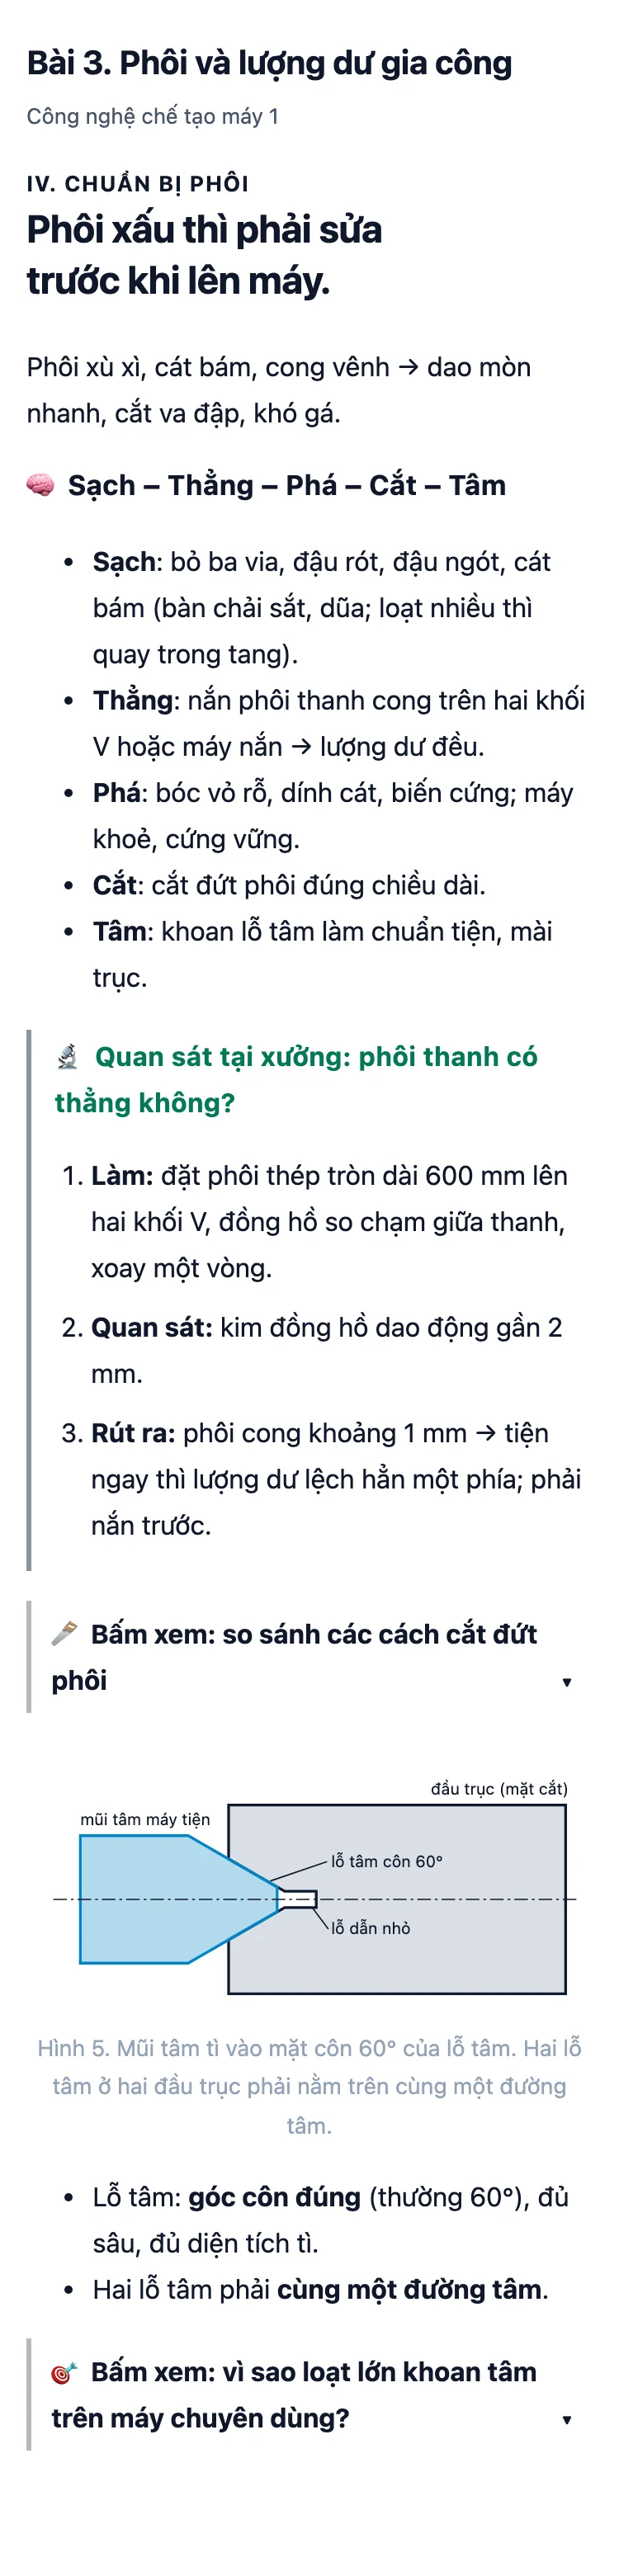 Bài 3. Phôi và lượng dư gia công
Công nghệ chế tạo máy 1
IV. CHUẨN BỊ PHÔI
Phôi xấu thì phải sửa
trước khi lên máy.
Phôi xù xì, cát bám, cong vênh → dao mòn
nhanh, cắt va đập, khó gá.
🧠 Sạch – Thẳng – Phá – Cắt – Tâm
• Sạch: bỏ ba via, đậu rót, đậu ngót, cát
bám (bàn chải sắt, dũa; loạt nhiều thì
quay trong tang).
• Thẳng: nắn phôi thanh cong trên hai khối
V hoặc máy nắn → lượng dư đều.
• Phá: bóc vỏ rỗ, dính cát, biến cứng; máy
khoẻ, cứng vững.
• Cắt: cắt đứt phôi đúng chiều dài.
• Tâm: khoan lỗ tâm làm chuẩn tiện, mài
trục.
🔬 Quan sát tại xưởng: phôi thanh có
thẳng không?
1. Làm: đặt phôi thép tròn dài 600 mm lên
hai khối V, đồng hồ so chạm giữa thanh,
xoay một vòng.
2. Quan sát: kim đồng hồ dao động gần 2
mm.
3. Rút ra: phôi cong khoảng 1 mm → tiện
ngay thì lượng dư lệch hẳn một phía; phải
nắn trước.
🪚 Bấm xem: so sánh các cách cắt đứt
phôi ▼
đầu trục (mặt cắt)
mũi tâm máy tiện
lỗ tâm côn 60°
lỗ dẫn nhỏ
Hình 5. Mũi tâm tì vào mặt côn 60° của lỗ tâm. Hai lỗ
tâm ở hai đầu trục phải nằm trên cùng một đường
tâm.
• Lỗ tâm: góc côn đúng (thường 60°), đủ
sâu, đủ diện tích tì.
• Hai lỗ tâm phải cùng một đường tâm.
🎯 Bấm xem: vì sao loạt lớn khoan tâm
trên máy chuyên dùng? ▼